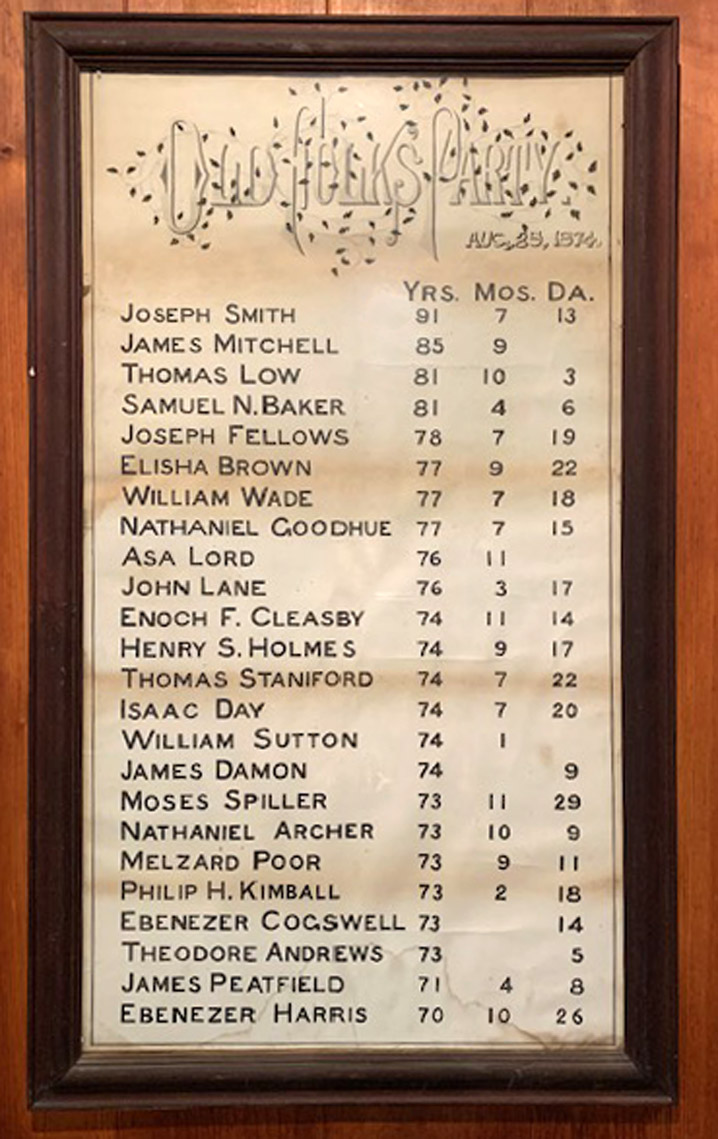 OLD FOLKS' PARTY.
AUG. 25, 1874.
YRS. MOS. DA.
JOSEPH SMITH 91 7 13
JAMES MITCHELL 85 9
THOMAS LOW 81 10 3
SAMUEL N. BAKER 81 4 6
JOSEPH FELLOWS 78 7 19
ELISHA BROWN 77 9 22
WILLIAM WADE 77 7 18
NATHANIEL GOODHUE 77 7 15
ASA LORD 76 11
JOHN LANE 76 3 17
ENOCH F. CLEASBY 74 11 14
HENRY S. HOLMES 74 9 17
THOMAS STANIFORD 74 7 22
ISAAC DAY 74 7 20
WILLIAM SUTTON 74 1
JAMES DAMON 74 9
MOSES SPILLER 73 11 29
NATHANIEL ARCHER 73 10 9
MELZARD POOR 73 9 11
PHILIP H. KIMBALL 73 2 18
EBENEZER COGSWELL 73 14
THEODORE ANDREWS 73 5
JAMES PEATFIELD 71 4 8
EBENEZER HARRIS 70 10 26